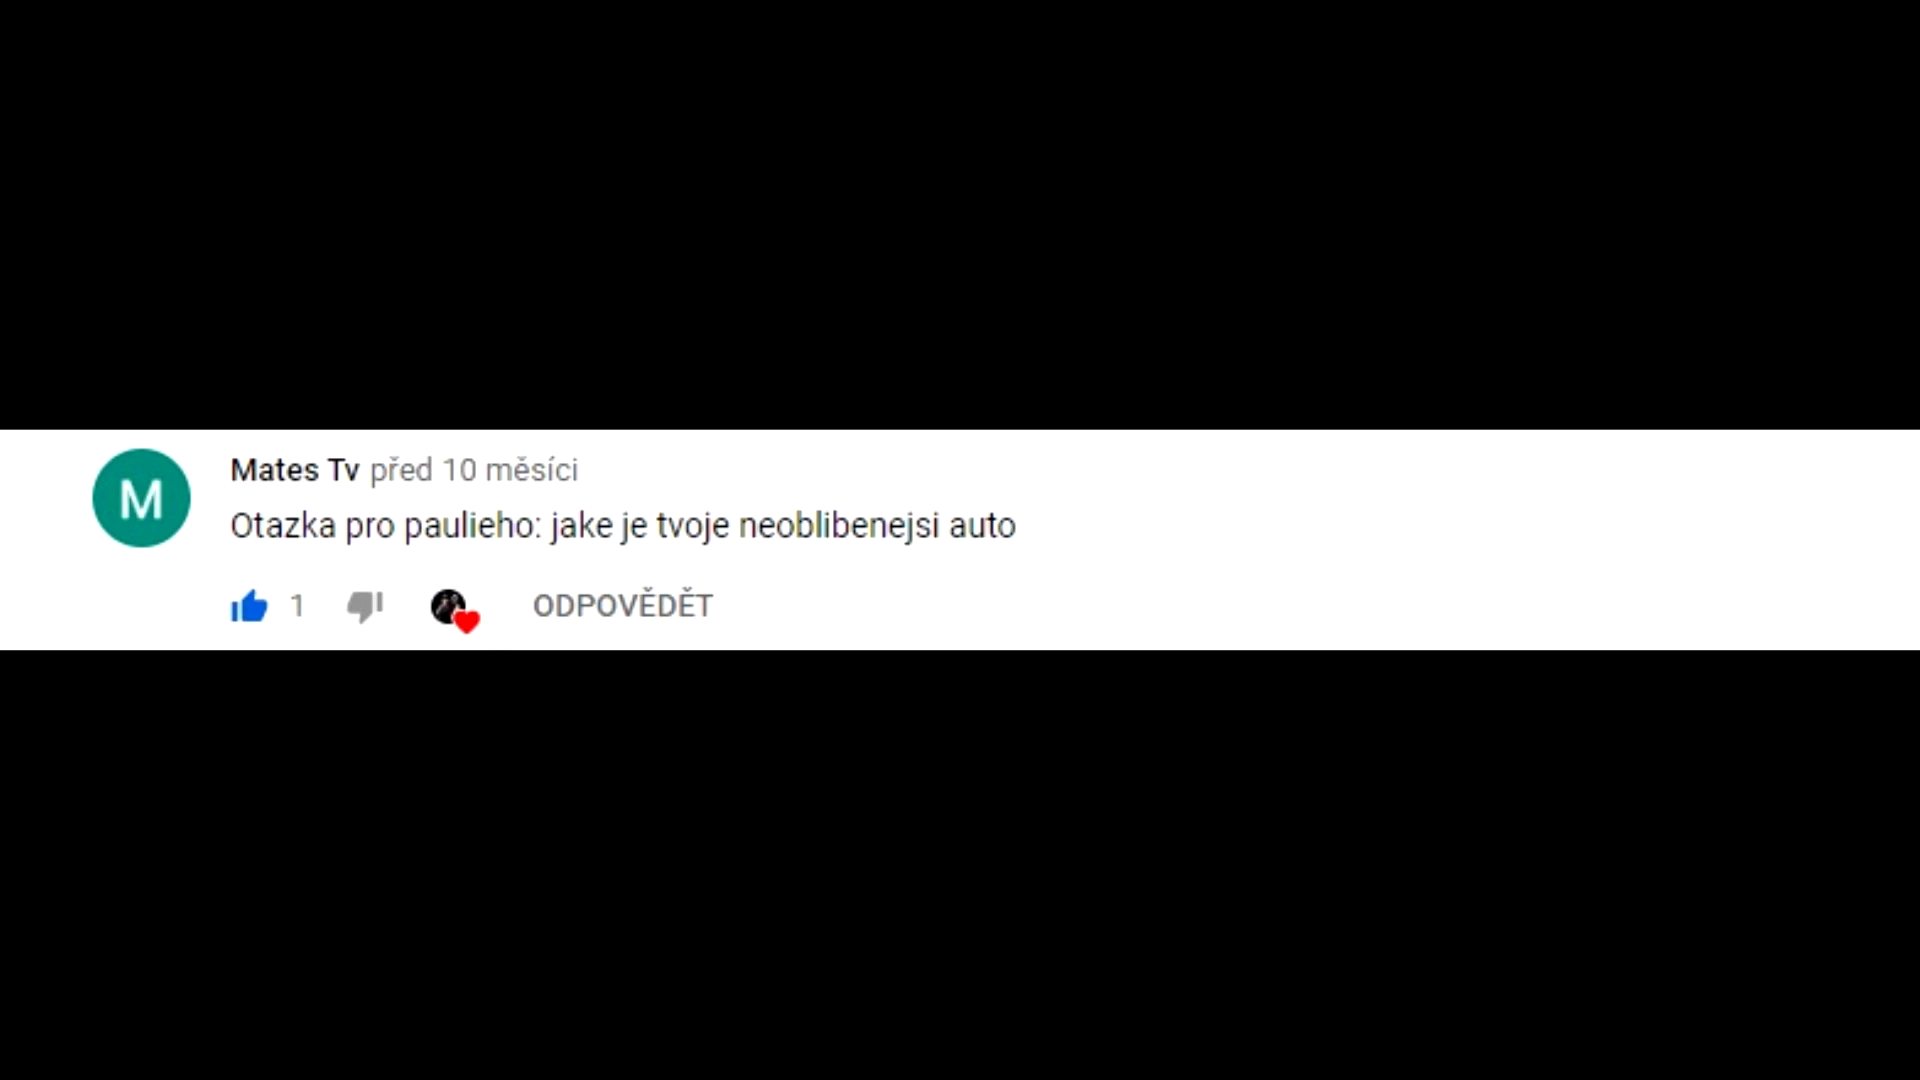 M
Mates Tv před 10 měsíci
Otazka pro paulieho: jake je tvoje neoblibenejsi auto
1 ODPOVĚDĚT